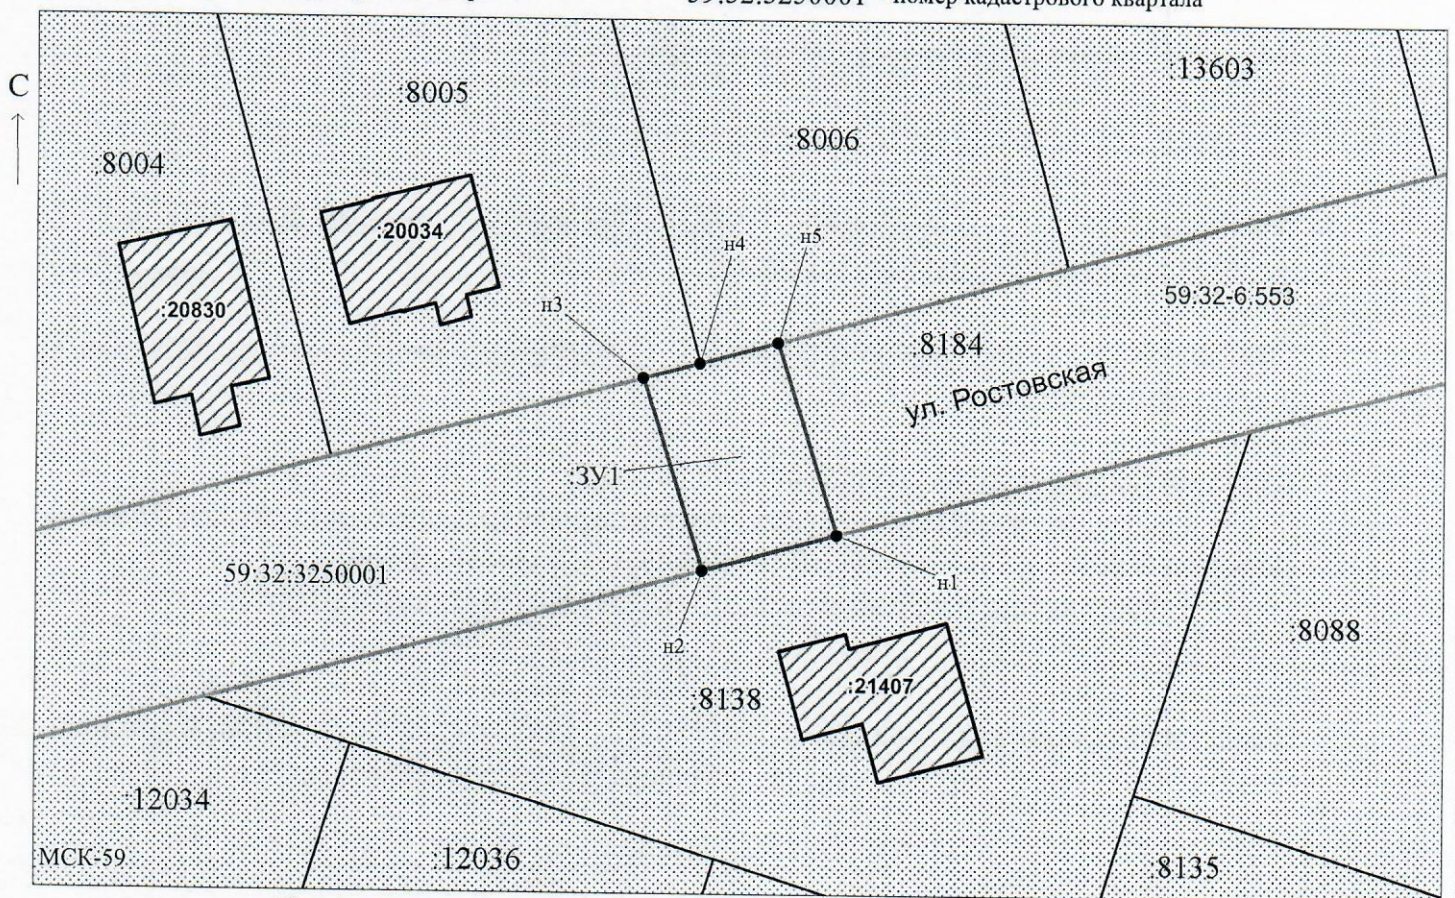 59:32:3250001 – номер кадастрового квартала
:13603
С
:8005
:8006
:8004
:20034
н4
н5
59:32-6.553
:20830
н3
:8184
ул. Ростовская
:ЗУ1
59:32:3250001
н1
:8088
н2
:8138
:21407
:12034
МСК-59
:12036
:8135